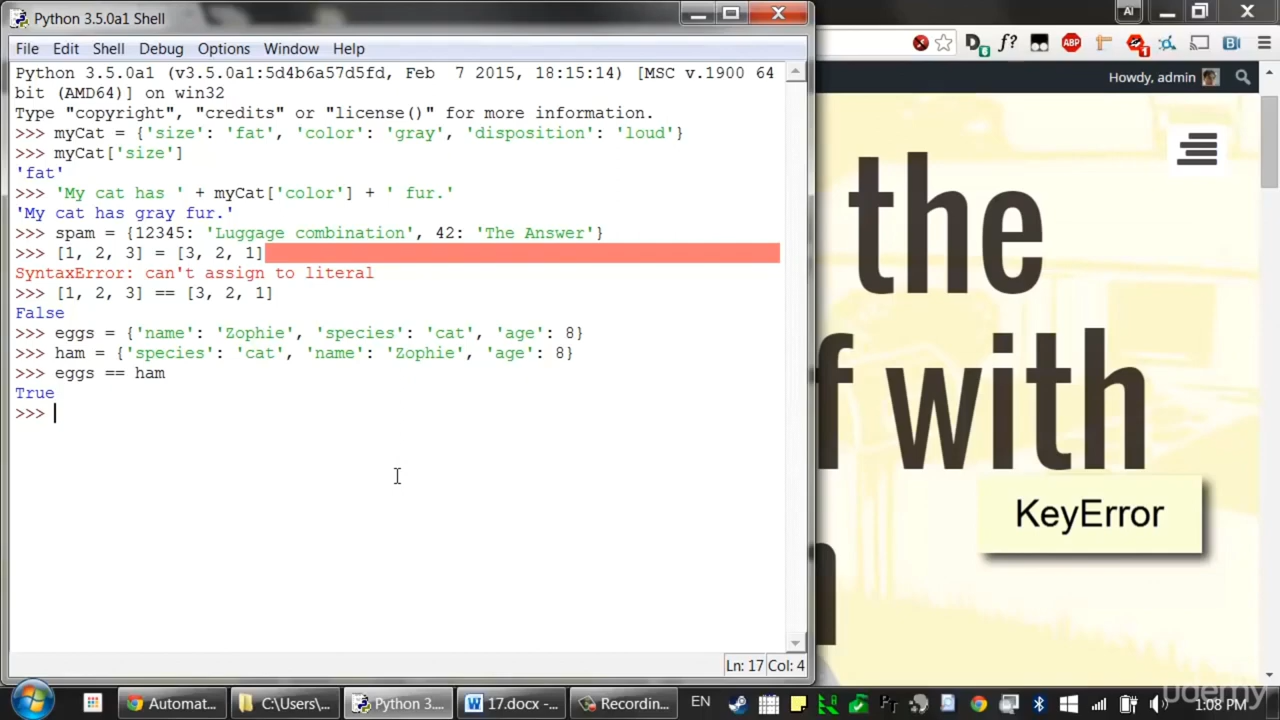 Python 3.5.0a1 Shell
File Edit Shell Debug Options Window Help
Python 3.5.0a1 (v3.5.0a1:5d4b6a57d5fd, Feb  7 2015, 18:15:14) [MSC v.1900 64
bit (AMD64)] on win32
Type "copyright", "credits" or "license()" for more information.
>>> myCat = {'size': 'fat', 'color': 'gray', 'disposition': 'loud'}
>>> myCat['size']
'fat'
>>> 'My cat has ' + myCat['color'] + ' fur.'
'My cat has gray fur.'
>>> spam = {12345: 'Luggage combination', 42: 'The Answer'}
>>> [1, 2, 3] = [3, 2, 1]
SyntaxError: can't assign to literal
>>> [1, 2, 3] == [3, 2, 1]
False
>>> eggs = {'name': 'Zophie', 'species': 'cat', 'age': 8}
>>> ham = {'species': 'cat', 'name': 'Zophie', 'age': 8}
>>> eggs == ham
True
>>>
Ln: 17 Col: 4
AI
D 6 f? ABP 1 B
Howdy, admin
the
f with
KeyError
n
Automat... C:\Users\... Python 3.... 17.docx -... Recordin... EN 1:08 PM
udemy